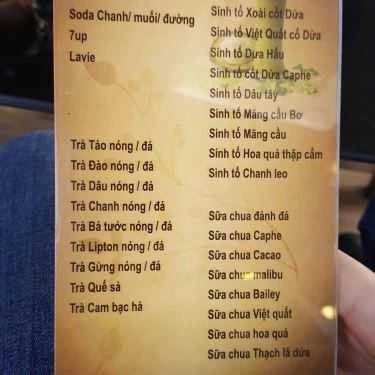 Soda Chanh/ muối/ đường
7up
Lavie
Trà Táo nóng / đá
Trà Đào nóng / đá
Trà Dâu nóng / đá
Trà Chanh nóng / đá
Trà Bá tước nóng / đá
Trà Lipton nóng / đá
Trà Gừng nóng / đá
Trà Quế sả
Trà Cam bạc hà
Sinh tố Xoài cốt Dừa
Sinh tố Việt Quất cố Dừa
Sinh tố Dưa Hấu
Sinh tố cốt Dừa Caphe
Sinh tố Dâu tây
Sinh tố Mãng cầu Bơ
Sinh tố Mãng cầu
Sinh tố Hoa quả thập cẩm
Sinh tố Chanh leo
Sữa chua đánh đá
Sữa chua Caphe
Sữa chua Cacao
Sữa chua malibu
Sữa chua Bailey
Sữa chua Việt quất
Sữa chua hoa quả
Sữa chua Thạch lá dứa